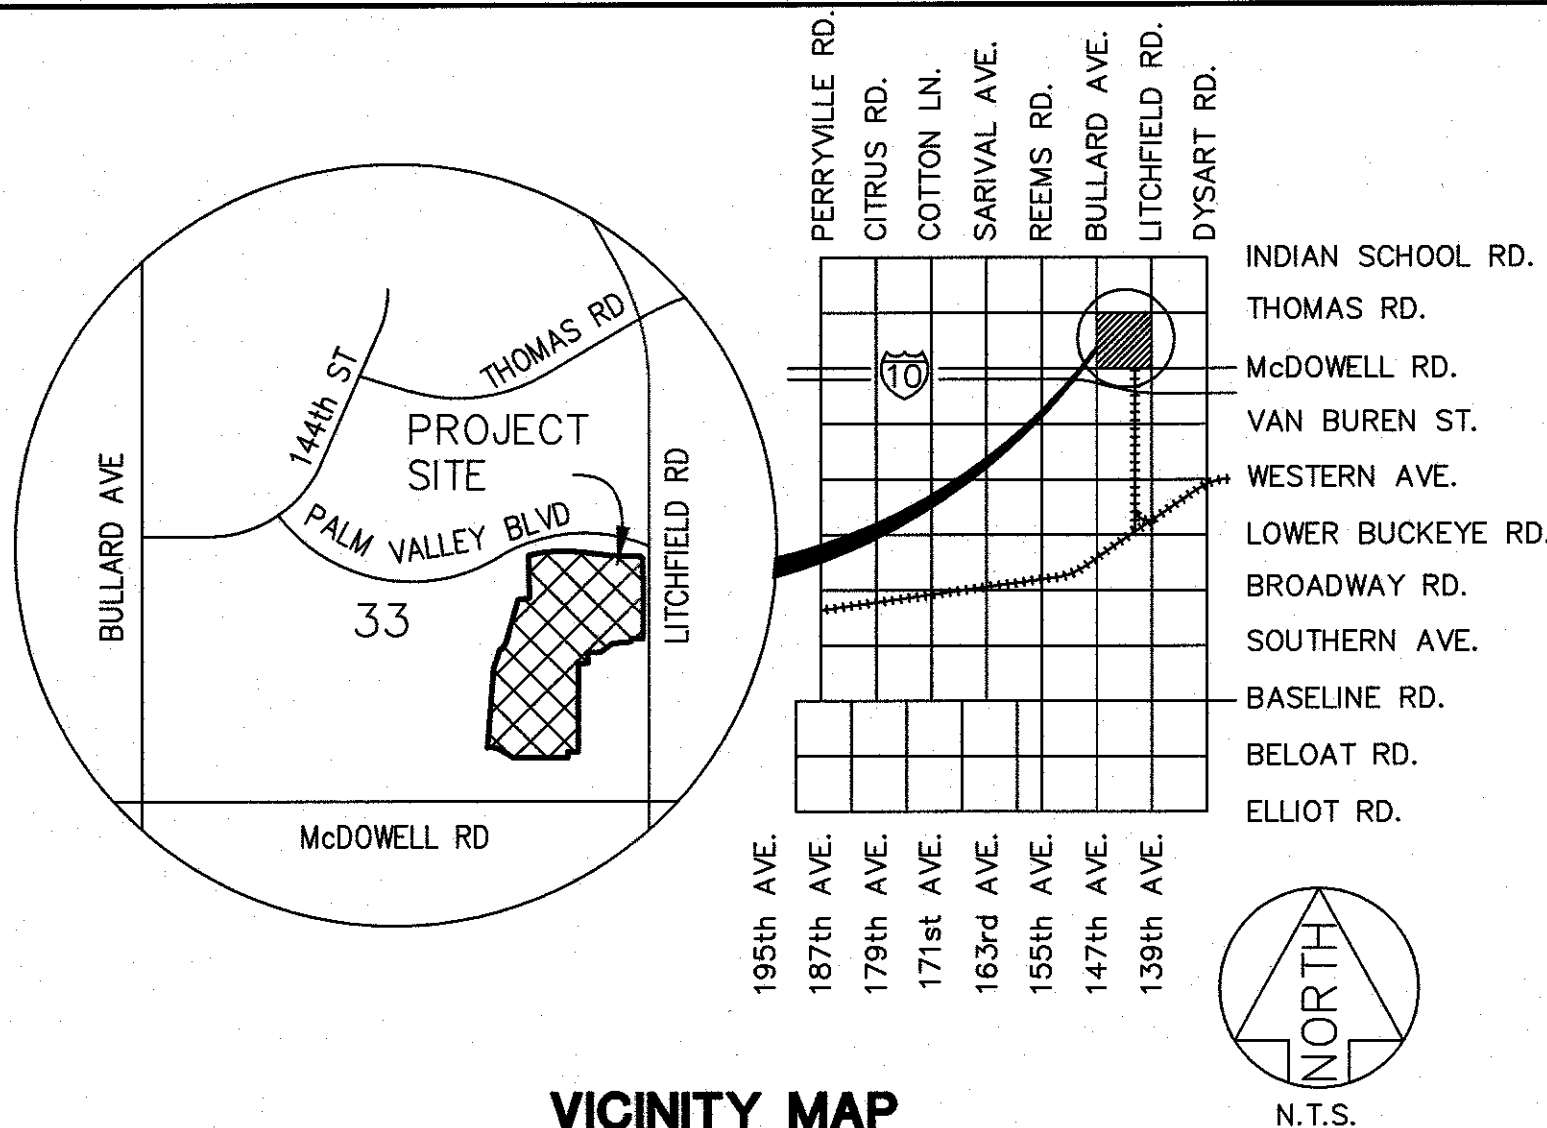 PERRYVILLE RD.
CITRUS RD.
COTTON LN.
SARIVAL AVE.
REEMS RD.
BULLARD AVE.
LITCHFIELD RD.
DYSART RD.
INDIAN SCHOOL RD.
THOMAS RD.
McDOWELL RD.
VAN BUREN ST.
WESTERN AVE.
LOWER BUCKEYE RD.
BROADWAY RD.
SOUTHERN AVE.
BASELINE RD.
BELOAT RD.
ELLIOT RD.
10
THOMAS RD
144th ST
PROJECT
SITE
BULLARD AVE
PALM VALLEY BLVD
LITCHFIELD RD
33
McDOWELL RD
195th AVE.
187th AVE.
179th AVE.
171st AVE.
163rd AVE.
155th AVE.
147th AVE.
139th AVE.
NORTH
N.T.S.
VICINITY MAP